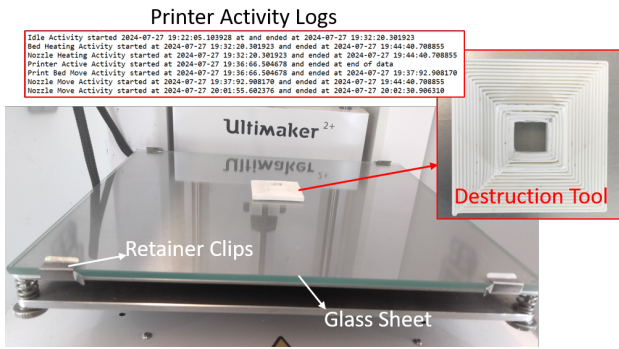 Printer Activity Logs
Idle Activity started 2024-07-27 19:22:05.103928 at and ended at 2024-07-27 19:32:20.301923
Bed Heating Activity started at 2024-07-27 19:32:20.301923 and ended at 2024-07-27 19:44:40.708855
Nozzle Heating Activity started at 2024-07-27 19:32:20.301923 and ended at 2024-07-27 19:44:40.708855
Printer Active Activity started at 2024-07-27 19:36:66.504678 and ended at end of data
Print Bed Move Activity started at 2024-07-27 19:36:66.504678 and ended at 2024-07-27 19:37:92.908170
Nozzle Move Activity started at 2024-07-27 19:37:92.908170 and ended at 2024-07-27 19:44:40.708855
Nozzle Move Activity started at 2024-07-27 20:01:55.602376 and ended at 2024-07-27 20:02:30.906310
Ultimaker 2+
Ultimaker 2+
Destruction Tool
Retainer Clips
Glass Sheet